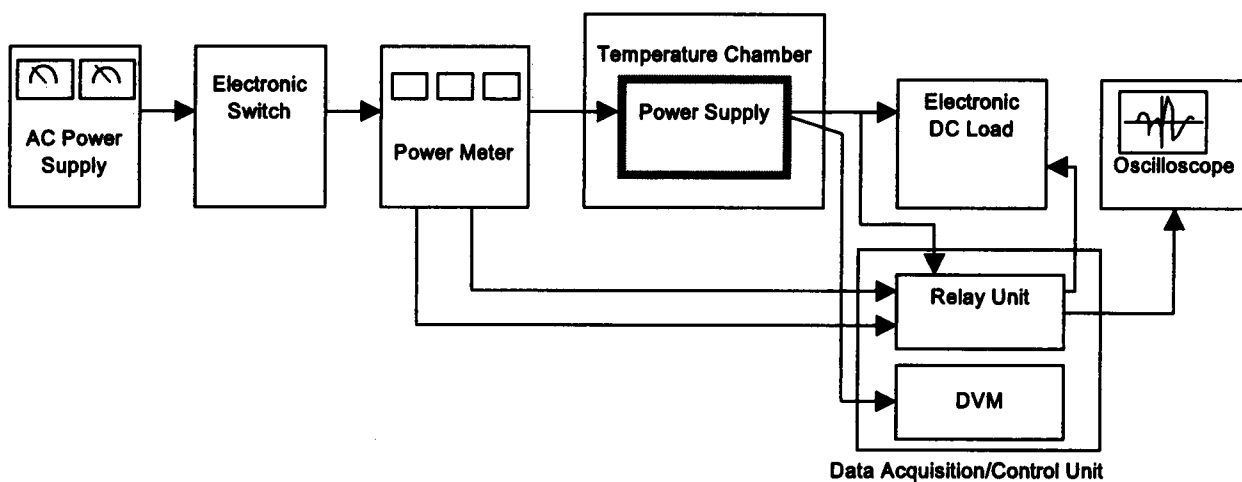 AC Power
Supply
Electronic
Switch
Power Meter
Temperature Chamber
Power Supply
Electronic
DC Load
Oscilloscope
Relay Unit
DVM
Data Acquisition/Control Unit